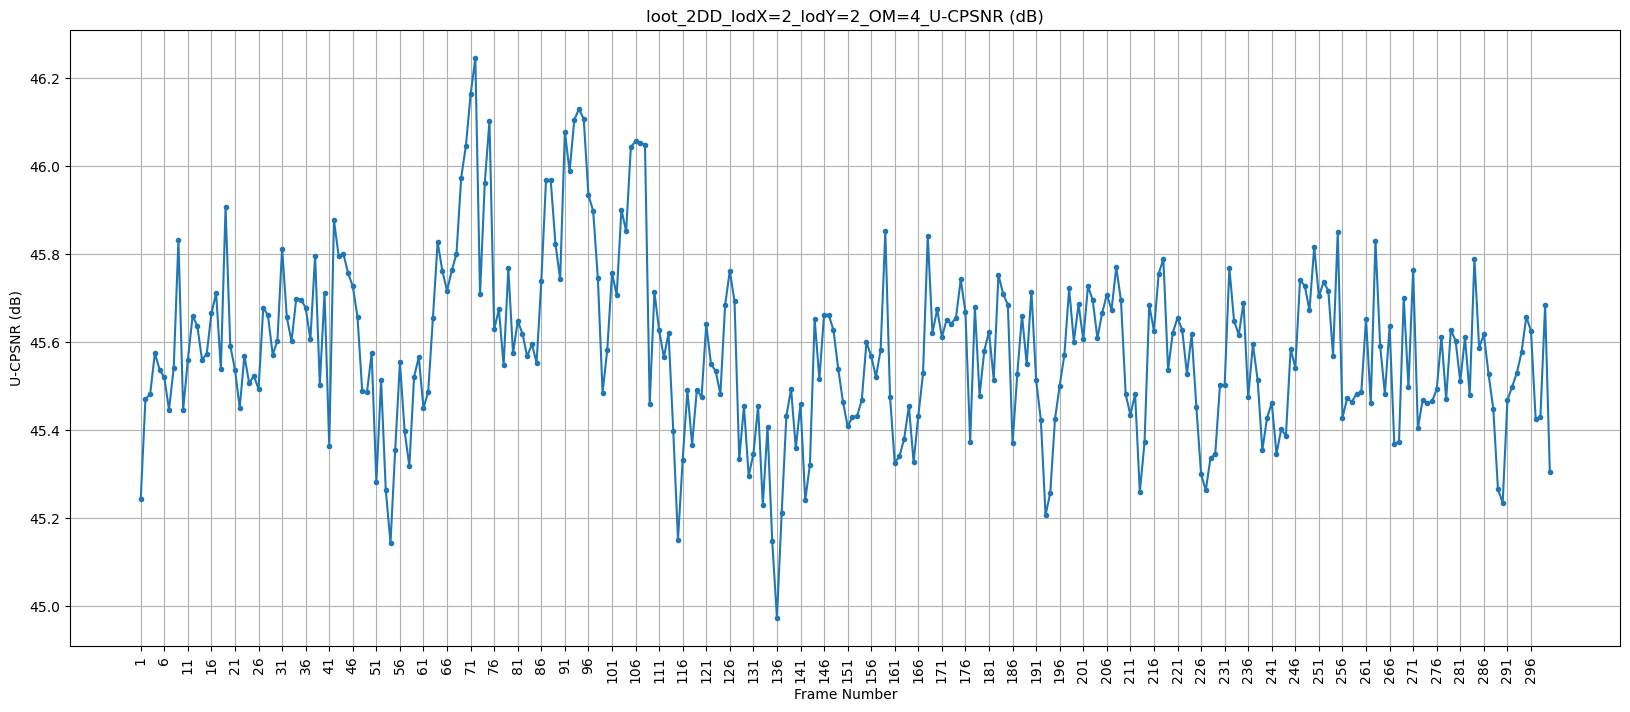 loot_2DD_lodX=2_lodY=2_OM=4_U-CPSNR (dB)
46.2
46.0
45.8
45.6
45.4
45.2
45.0
U-CPSNR (dB)
1 6 11 16 21 26 31 36 41 46 51 56 61 66 71 76 81 86 91 96 101 106 111 116 121 126 131 136 141 146 151 156 161 166 171 176 181 186 191 196 201 206 211 216 221 226 231 236 241 246 251 256 261 266 271 276 281 286 291 296
Frame Number